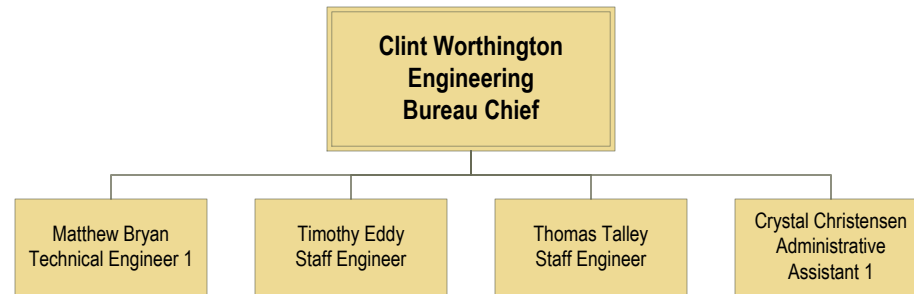 Clint Worthington
Engineering
Bureau Chief
Matthew Bryan
Technical Engineer 1
Timothy Eddy
Staff Engineer
Thomas Talley
Staff Engineer
Crystal Christensen
Administrative
Assistant 1